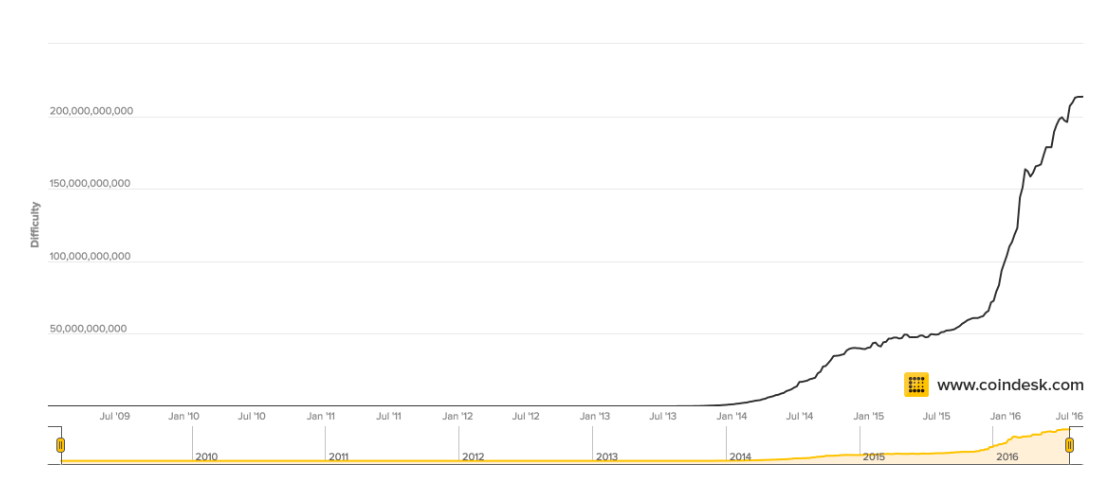 200,000,000,000
150,000,000,000
Difficulty
100,000,000,000
50,000,000,000
www.coindesk.com
Jul '09 Jan '10 Jul '10 Jan '11 Jul '11 Jan '12 Jul '12 Jan '13 Jul '13 Jan '14 Jul '14 Jan '15 Jul '15 Jan '16 Jul '16
2010 2011 2012 2013 2014 2015 2016